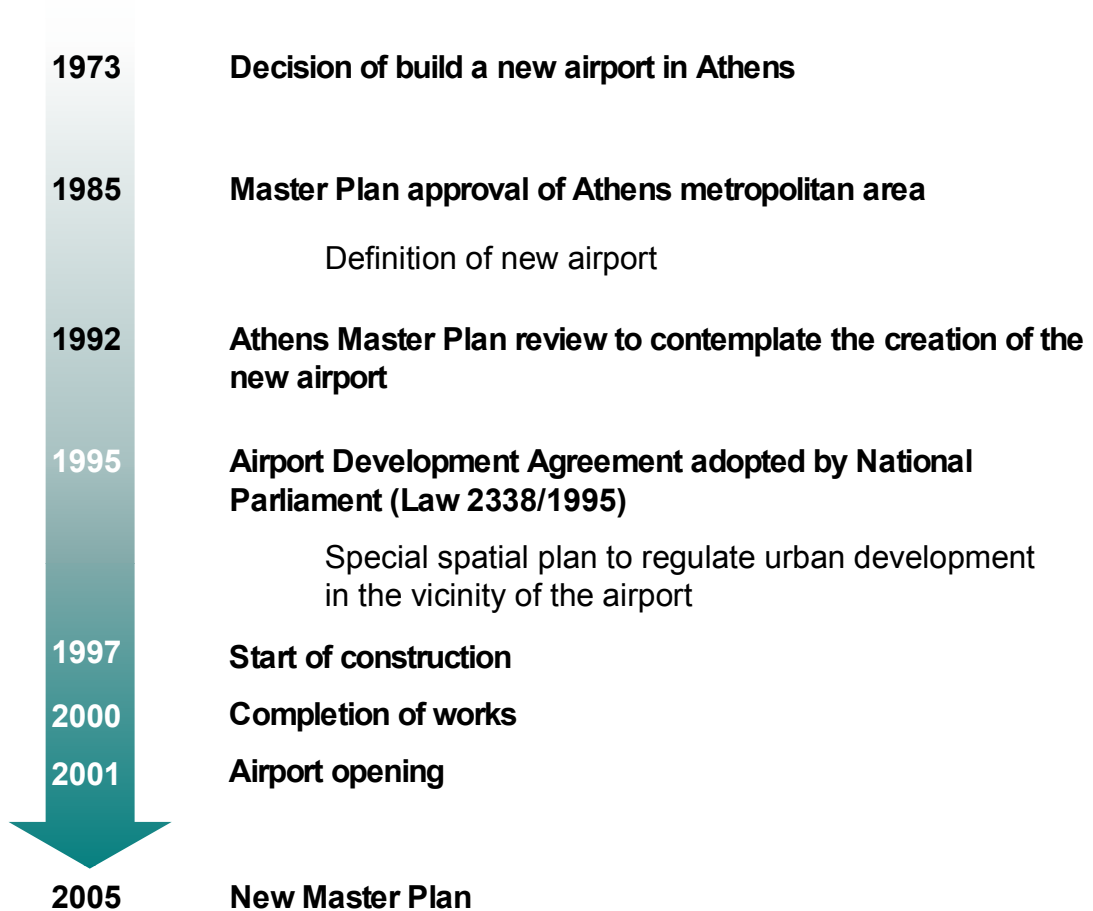 1973 Decision of build a new airport in Athens
1985 Master Plan approval of Athens metropolitan area
Definition of new airport
1992 Athens Master Plan review to contemplate the creation of the
new airport
1995 Airport Development Agreement adopted by National
Parliament (Law 2338/1995)
Special spatial plan to regulate urban development
in the vicinity of the airport
1997 Start of construction
2000 Completion of works
2001 Airport opening
2005 New Master Plan